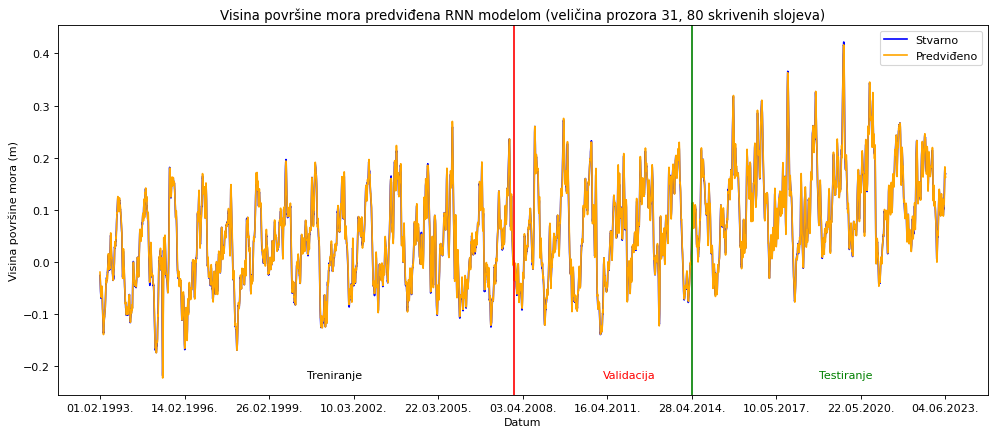 Visina površine mora predviđena RNN modelom (veličina prozora 31, 80 skrivenih slojeva)
Stvarno
Predviđeno
Visina površine mora (m)
0.4
0.3
0.2
0.1
0.0
−0.1
−0.2
Treniranje
Validacija
Testiranje
01.02.1993.
14.02.1996.
26.02.1999.
10.03.2002.
22.03.2005.
03.04.2008.
16.04.2011.
28.04.2014.
10.05.2017.
22.05.2020.
04.06.2023.
Datum